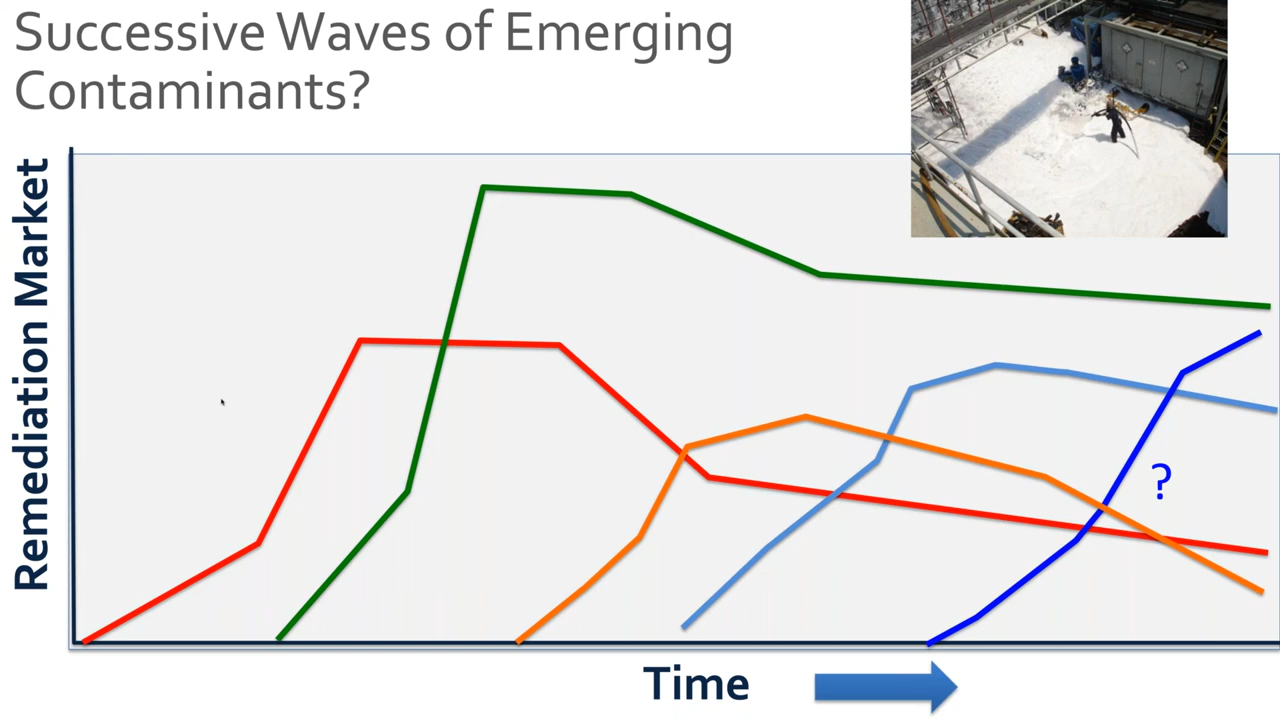 Successive Waves of Emerging
Contaminants?
Remediation Market
?
Time